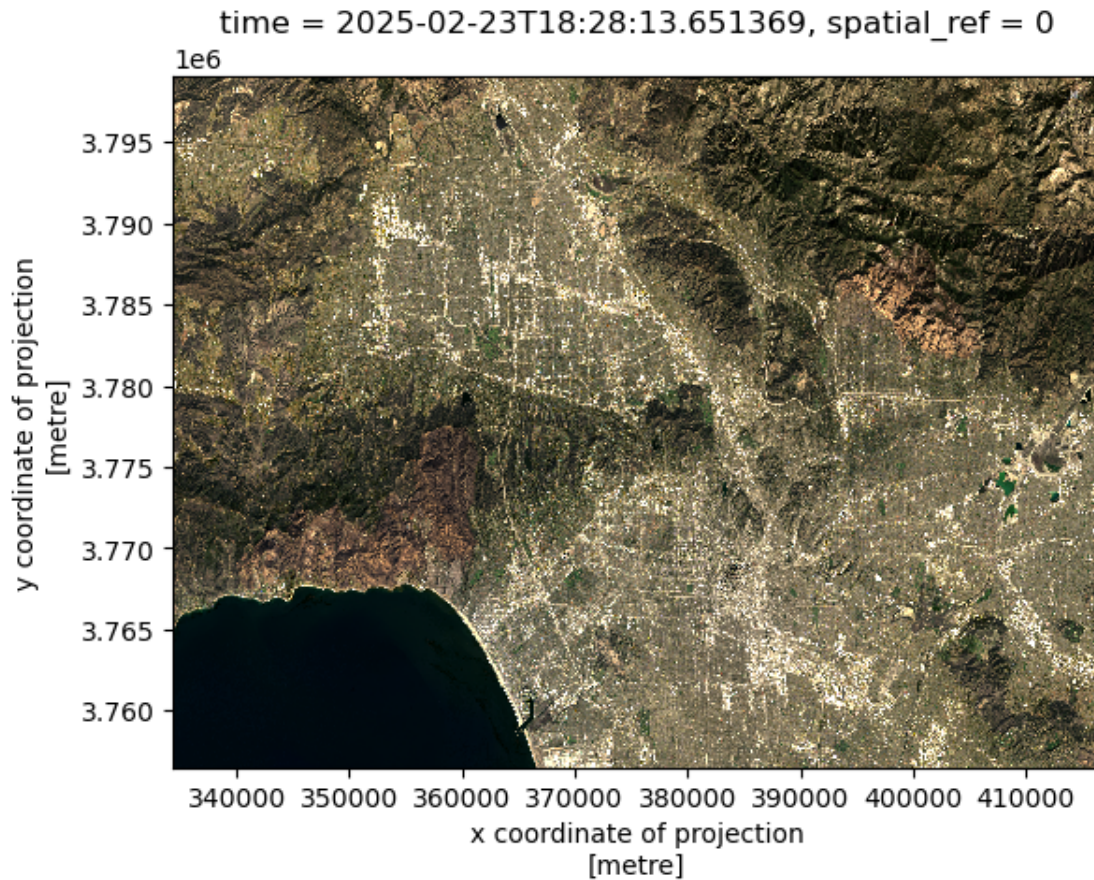 time = 2025-02-23T18:28:13.651369, spatial_ref = 0
1e6
3.795
3.790
3.785
3.780
3.775
3.770
3.765
3.760
y coordinate of projection
[metre]
340000 350000 360000 370000 380000 390000 400000 410000
x coordinate of projection
[metre]